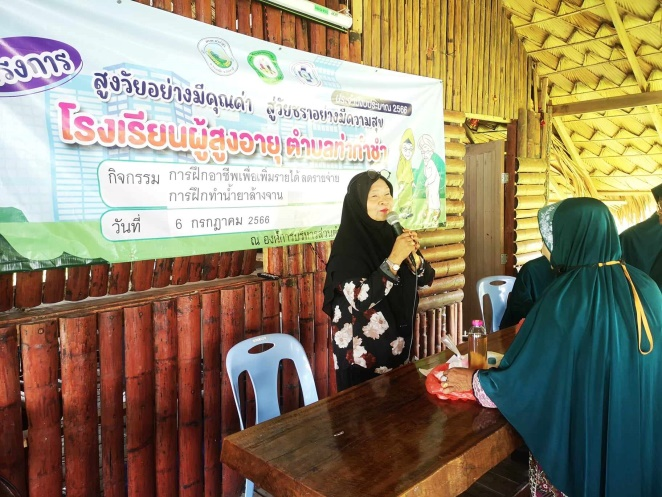 โครงการ
ปีงบประมาณ 2566
สูงวัยอย่างมีคุณค่า สู่วัยชราอย่างมีความสุข
โรงเรียนผู้สูงอายุ ตำบลท่ากำชำ
กิจกรรม การฝึกอาชีพเพื่อเพิ่มรายได้ ลดรายจ่าย
การฝึกทำน้ำยาล้างจาน
วันที่ 6 กรกฎาคม 2566
ณ องค์การบริหารส่วนตำ